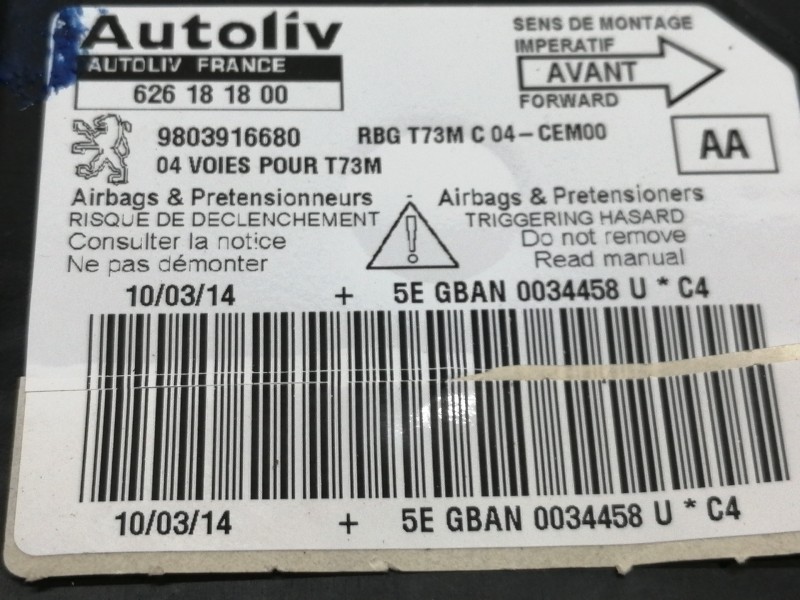 Autoliv
AUTOLIV FRANCE
626 18 18 00
SENS DE MONTAGE
IMPERATIF
AVANT
FORWARD
9803916680 RBG T73M C 04-CEM00
04 VOIES POUR T73M
AA
Airbags & Pretensionneurs - Airbags & Pretensioners
RISQUE DE DECLENCHEMENT ! TRIGGERING HASARD
Consulter la notice Do not remove
Ne pas démonter Read manual
10/03/14 + 5E GBAN 0034458 U * C4
10/03/14 + 5E GBAN 0034458 U * C4